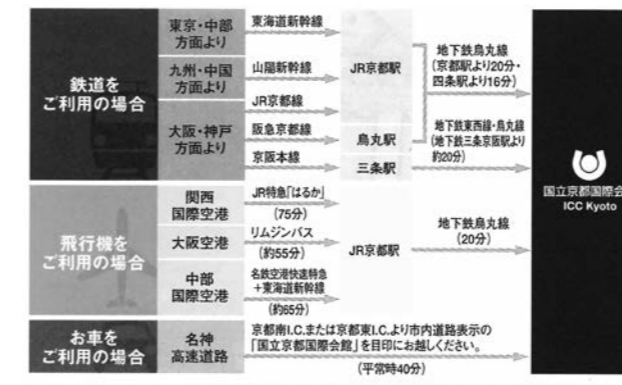 鉄道を
ご利用の場合
東京・中部
方面より
東海道新幹線
九州・中国
方面より
山陽新幹線
JR京都線
JR京都駅
大阪・神戸
方面より
阪急京都線
烏丸駅
京阪本線
三条駅
地下鉄烏丸線
(京都駅より20分・
四条駅より16分)
地下鉄東西線・烏丸線
(地下鉄三条京阪駅より
約20分)
飛行機を
ご利用の場合
関西
国際空港
JR特急「はるか」
(75分)
大阪空港
リムジンバス
(約55分)
中部
国際空港
名鉄空港快速特急
+東海道新幹線
(約65分)
JR京都駅
地下鉄烏丸線
(20分)
お車を
ご利用の場合
名神
高速道路
京都南I.C.または京都東I.C.より市内道路表示の
「国立京都国際会館」を目印にお越しください。
(平常時40分)
国立京都国際会
ICC Kyoto